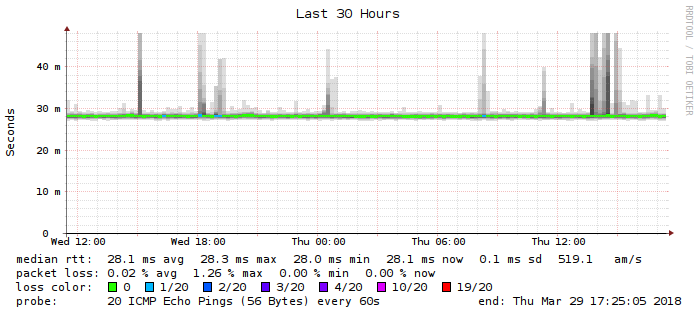 Last 30 Hours
RRDTOOL / TOBI OETIKER
Seconds
40 m
30 m
20 m
10 m
0
Wed 12:00 Wed 18:00 Thu 00:00 Thu 06:00 Thu 12:00
median rtt: 28.1 ms avg 28.3 ms max 28.0 ms min 28.1 ms now 0.1 ms sd 519.1 am/s
packet loss: 0.02 % avg 1.26 % max 0.00 % min 0.00 % now
loss color: 0 1/20 2/20 3/20 4/20 10/20 19/20
probe: 20 ICMP Echo Pings (56 Bytes) every 60s end: Thu Mar 29 17:25:05 2018